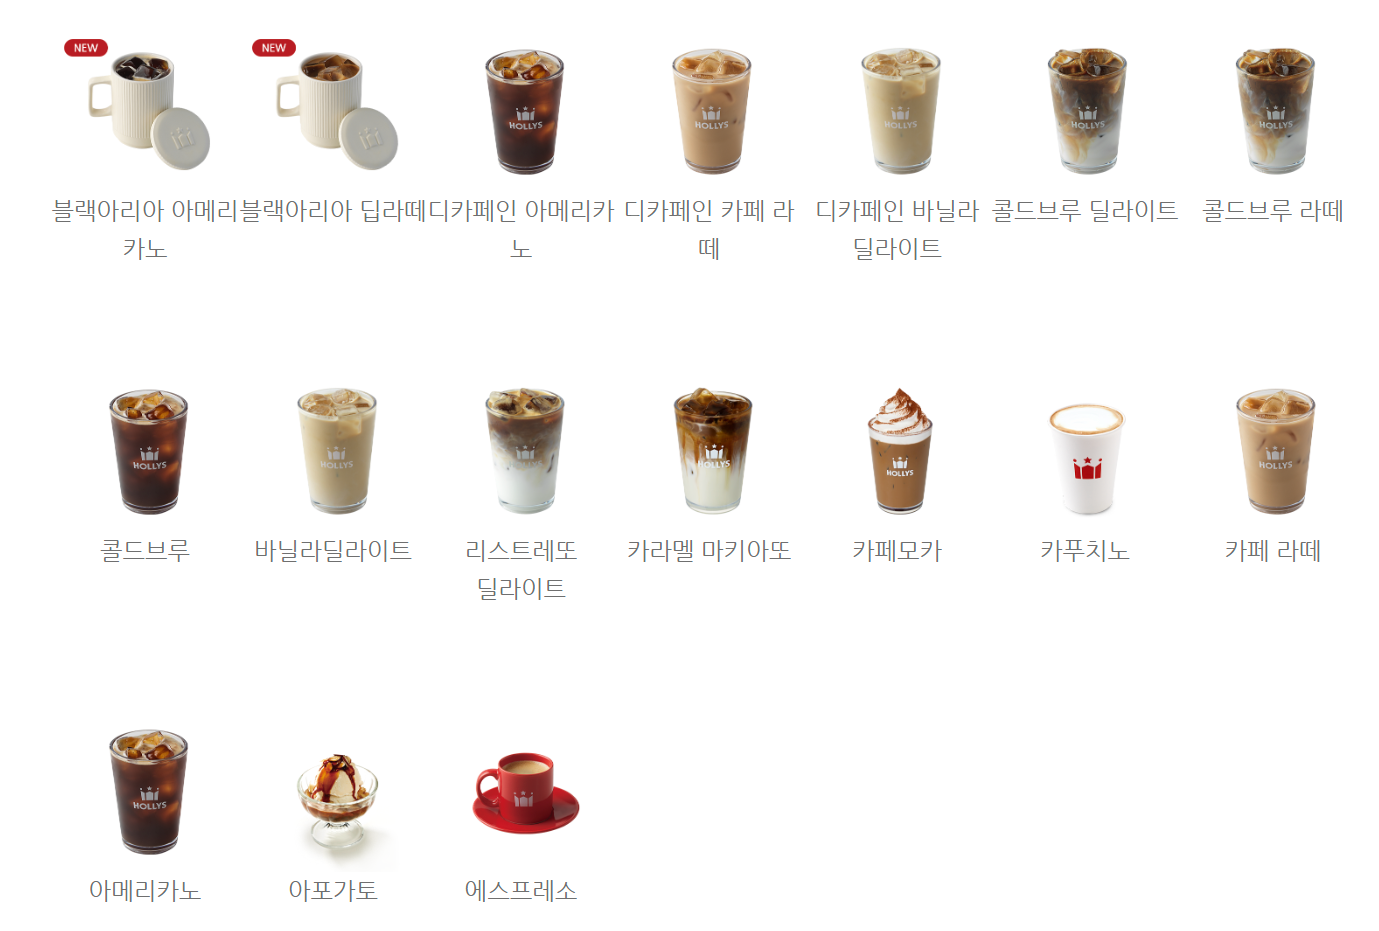 NEW
NEW
HOLLYS
HOLLYS
HOLLYS
HOLLYS
HOLLYS
블랙아리아 아메리
카노
블랙아리아 딥라떼
디카페인 아메리카
노
디카페인 카페 라
떼
디카페인 바닐라
딜라이트
콜드브루 딜라이트
콜드브루 라떼
HOLLYS
HOLLYS
HOLLYS
HOLLYS
HOLLYS
HOLLYS
콜드브루
바닐라딜라이트
리스트레또
딜라이트
카라멜 마키아또
카페모카
카푸치노
카페 라떼
HOLLYS
아메리카노
아포가토
에스프레소